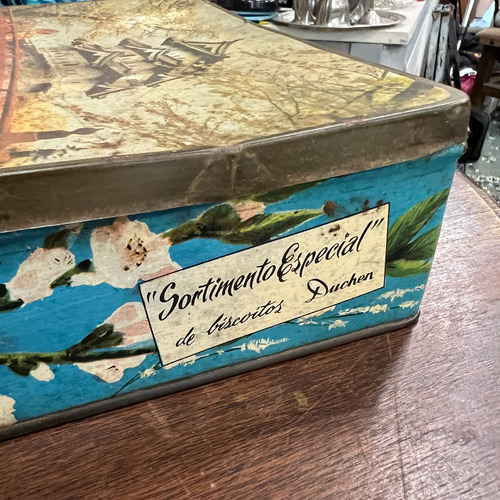 "Sortimento Especial"
de biscoitos Duchen